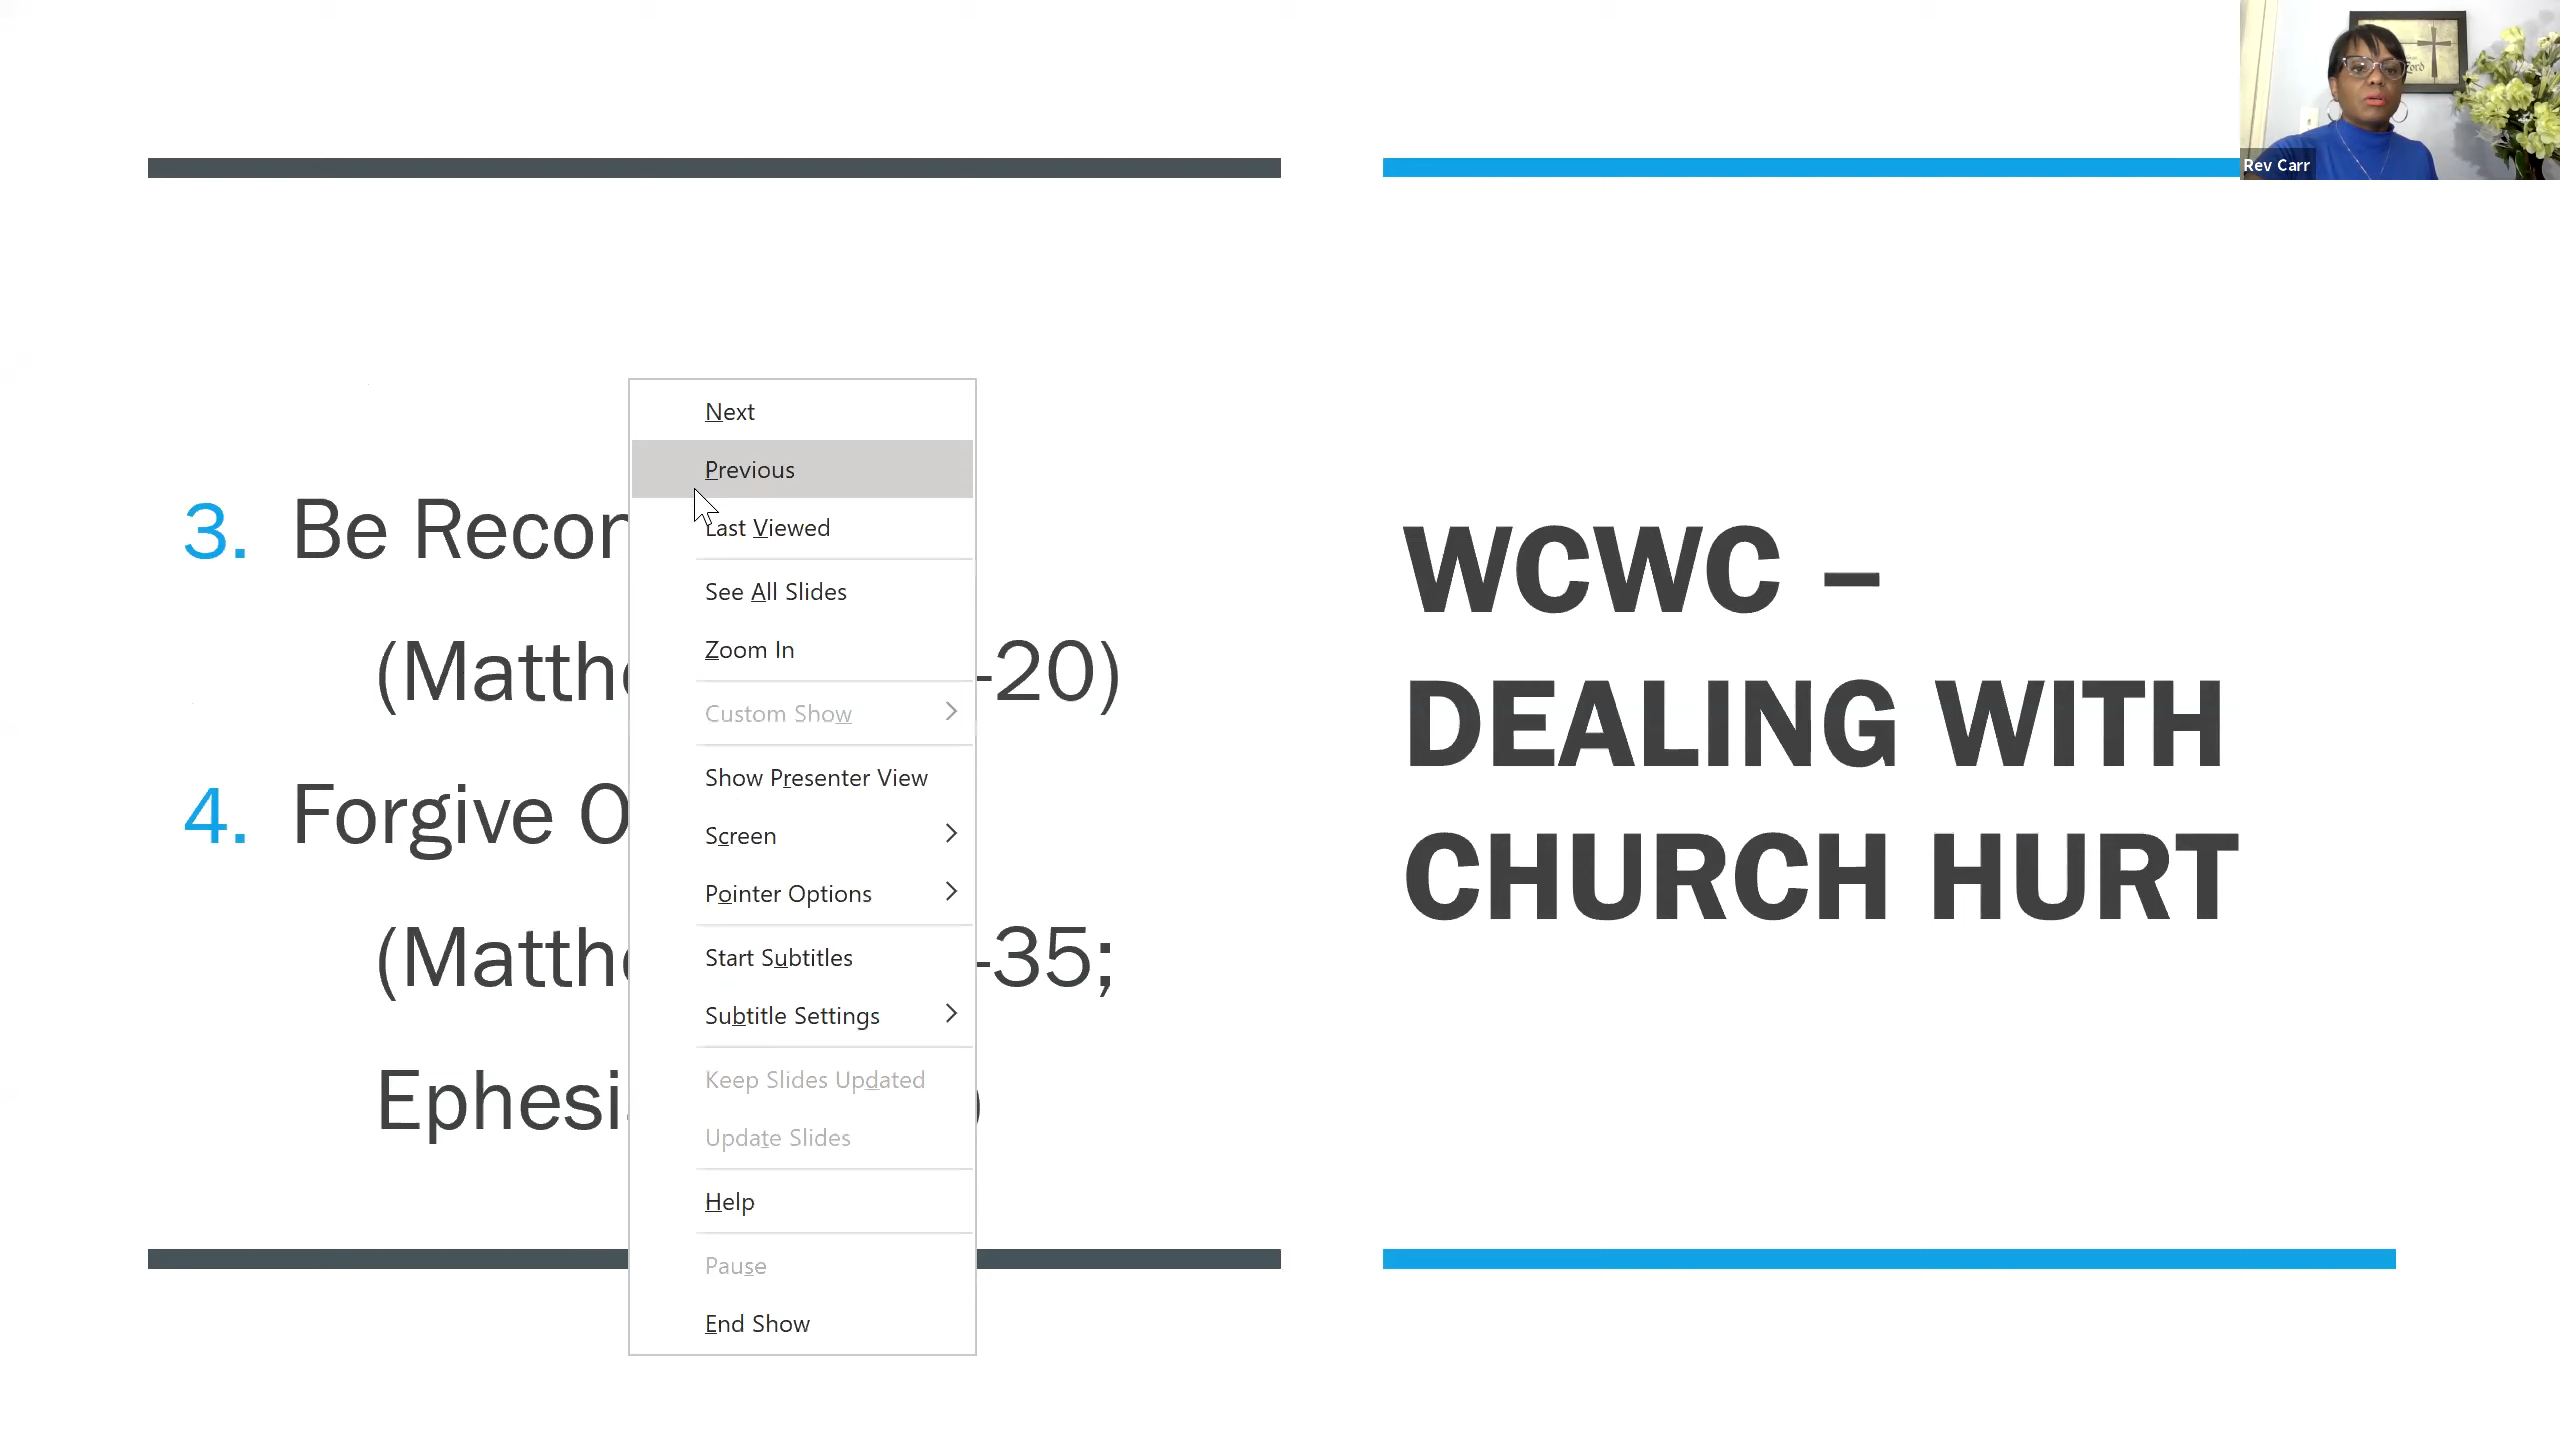 Rev Carr
3. Be Recon
(Matth -20)
4. Forgive O
(Matth -35;
Ephesi )
Next
Previous
Last Viewed
See All Slides
Zoom In
Custom Show
Show Presenter View
Screen
Pointer Options
Start Subtitles
Subtitle Settings
Keep Slides Updated
Update Slides
Help
Pause
End Show
WCWC –
DEALING WITH
CHURCH HURT
Lord